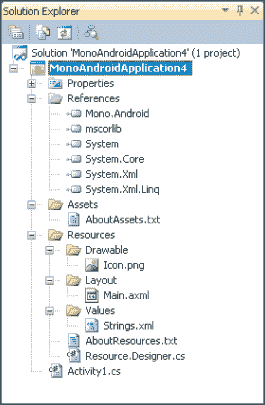 Solution Explorer
Solution 'MonoAndroidApplication4' (1 project)
MonoAndroidApplication4
Properties
References
Mono.Android
mscorlib
System
System.Core
System.Xml
System.Xml.Linq
Assets
AboutAssets.txt
Resources
Drawable
Icon.png
Layout
Main.axml
Values
Strings.xml
AboutResources.txt
Resource.Designer.cs
Activity1.cs